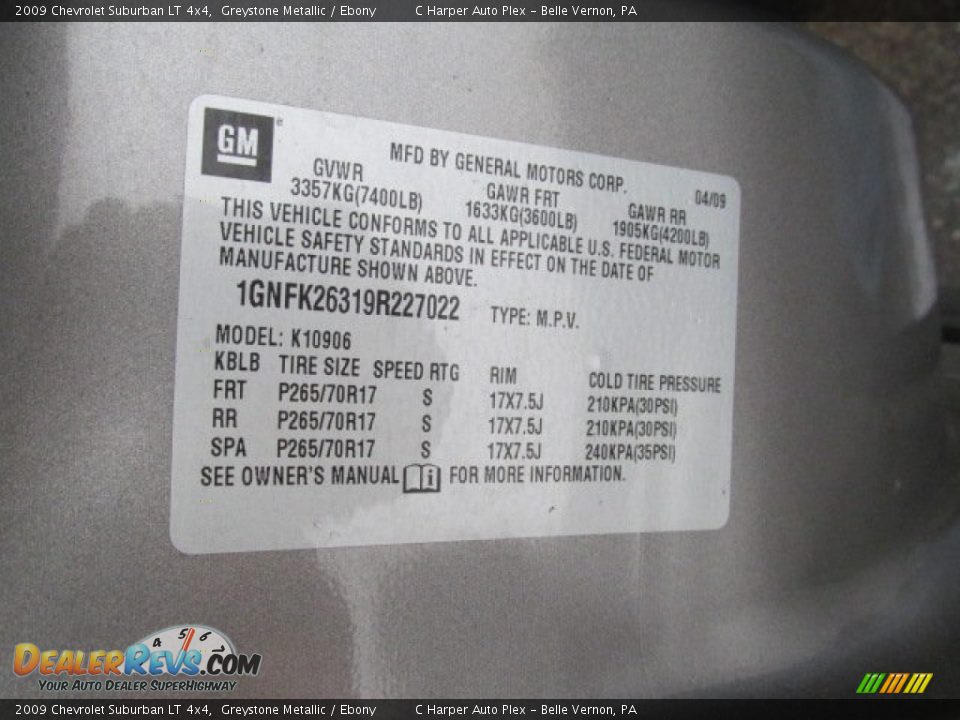 2009 Chevrolet Suburban LT 4x4, Greystone Metallic / Ebony C Harper Auto Plex - Belle Vernon, PA
GM
MFD BY GENERAL MOTORS CORP. 04/09
GVWR GAWR FRT GAWR RR
3357KG(7400LB) 1633KG(3600LB) 1905KG(4200LB)
THIS VEHICLE CONFORMS TO ALL APPLICABLE U.S. FEDERAL MOTOR
VEHICLE SAFETY STANDARDS IN EFFECT ON THE DATE OF
MANUFACTURE SHOWN ABOVE.
1GNFK26319R227022 TYPE: M.P.V.
MODEL: K10906
KBLB TIRE SIZE SPEED RTG RIM COLD TIRE PRESSURE
FRT P265/70R17 S 17X7.5J 210KPA(30PSI)
RR P265/70R17 S 17X7.5J 210KPA(30PSI)
SPA P265/70R17 S 17X7.5J 240KPA(35PSI)
SEE OWNER'S MANUAL i FOR MORE INFORMATION.
4 5 6
DEALERREVS.COM
YOUR AUTO DEALER SUPERHIGHWAY
2009 Chevrolet Suburban LT 4x4, Greystone Metallic / Ebony C Harper Auto Plex - Belle Vernon, PA